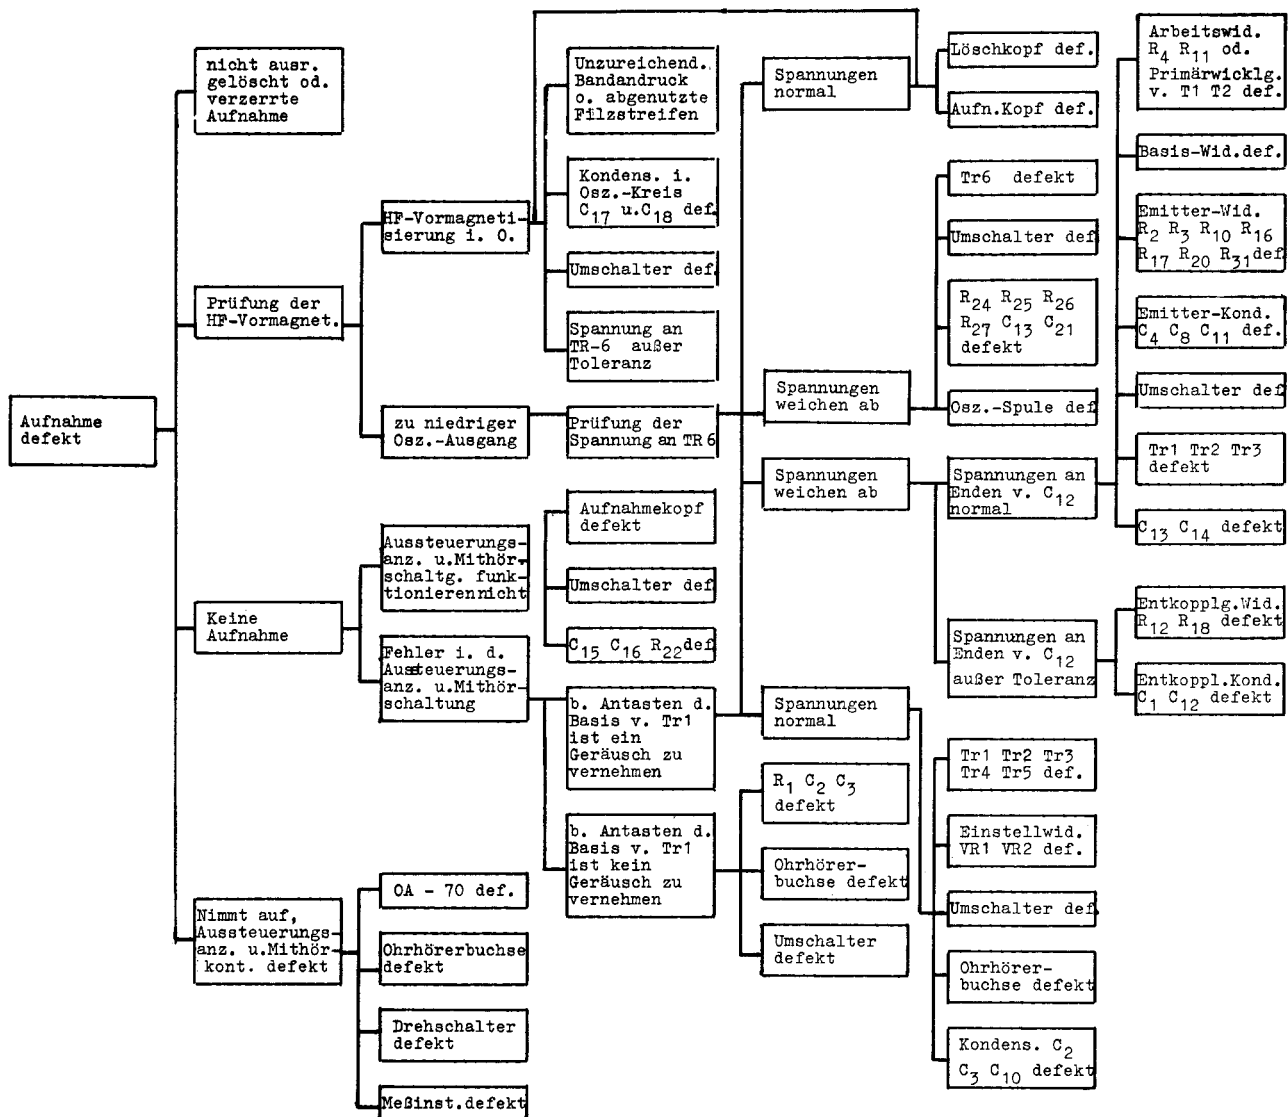 Aufnahme
defekt
nicht ausr.
gelöscht od.
verzerrte
Aufnahme
Prüfung der
HF-Vormagnet.
Keine
Aufnahme
Nimmt auf,
Aussteuerungs-
anz. u.Mithör-
kont. defekt
HF-Vormagneti-
sierung i. O.
zu niedriger
Osz.-Ausgang
Aussteuerungs-
anz. u.Mithör-
schaltg. funk-
tionierennicht
Fehler i. d.
Aussteuerungs-
anz. u.Mithör-
schaltung
OA - 70 def.
Ohrhörerbuchse
defekt
Drehschalter
defekt
Meßinst.defekt
Unzureichend.
Bandandruck
o. abgenutzte
Filzstreifen
Kondens. i.
Osz.-Kreis
C17 u.C18 def.
Umschalter def.
Spannung an
TR-6 außer
Toleranz
Prüfung der
Spannung an TR 6
Aufnahmekopf
defekt
Umschalter def.
C15 C16 R22def.
b. Antasten d.
Basis v. Tr1
ist ein
Geräusch zu
vernehmen
b. Antasten d.
Basis v. Tr1
ist kein
Geräusch zu
vernehmen
Spannungen
normal
Spannungen
weichen ab
Spannungen
weichen ab
Spannungen
normal
R1 C2 C3
defekt
Ohrhörer-
buchse defekt
Umschalter
defekt
Löschkopf def.
Aufn.Kopf def.
Tr6 defekt
Umschalter def.
R24 R25 R26
R27 C13 C21
defekt
Osz.-Spule def.
Spannungen an
Enden v. C12
normal
Spannungen an
Enden v. C12
außer Toleranz
Tr1 Tr2 Tr3
Tr4 Tr5 def.
Einstellwid.
VR1 VR2 def.
Umschalter def.
Ohrhörer-
buchse defekt
Kondens. C2
C3 C10 defekt
Arbeitswid.
R4 R11 od.
Primärwicklg.
v. T1 T2 def.
Basis-Wid.def.
Emitter-Wid.
R2 R3 R10 R16
R17 R20 R31def.
Emitter-Kond.
C4 C8 C11 def.
Umschalter def.
Tr1 Tr2 Tr3
defekt
C13 C14 defekt
Entkopplg.Wid.
R12 R18 defekt
Entkoppl.Kond.
C1 C12 defekt